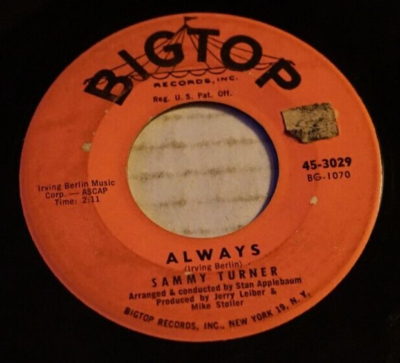 BIGTOP
RECORDS, INC.
Reg. U. S. Pat. Off.
45-3029
BG-1070
Irving Berlin Music
Corp. — ASCAP
Time: 2:11
ALWAYS
(Irving Berlin)
SAMMY TURNER
Arranged & conducted by Stan Applebaum
Produced by Jerry Leiber &
Mike Stoller
BIGTOP RECORDS, INC., NEW YORK 19, N. Y.